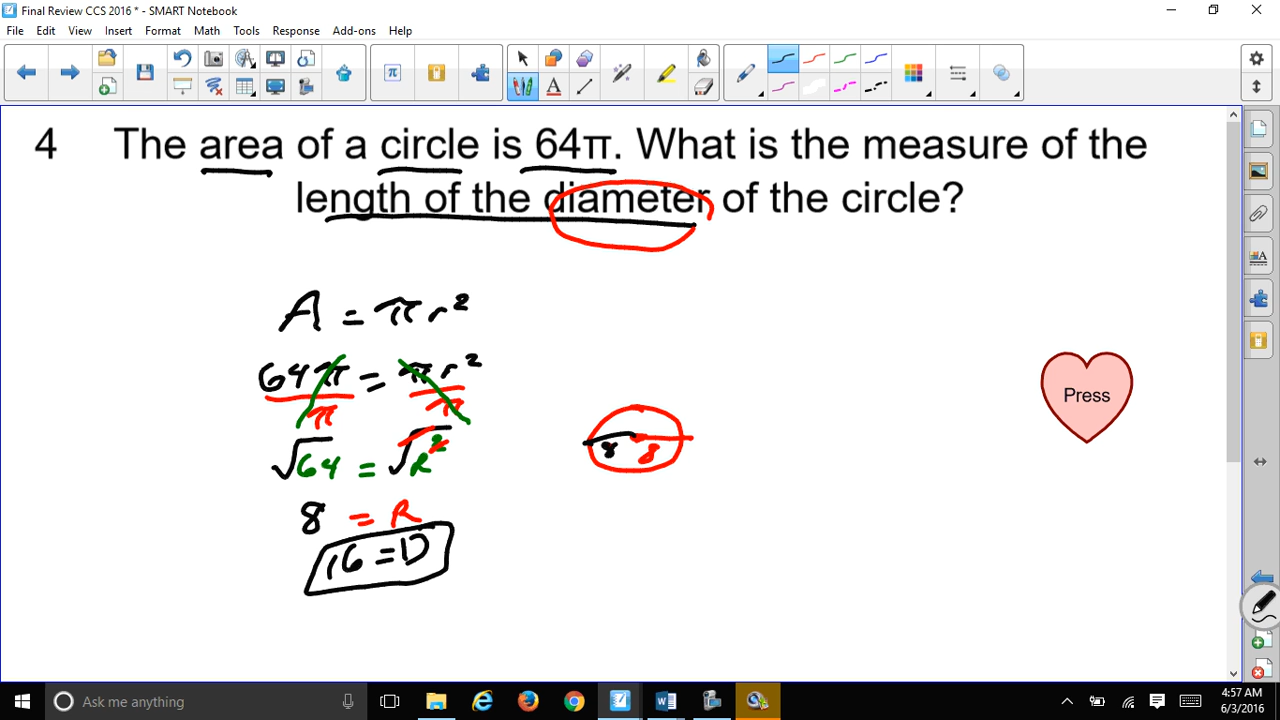 Final Review CCS 2016 * - SMART Notebook
File Edit View Insert Format Math Tools Response Add-ons Help
4 The area of a circle is 64π. What is the measure of the
length of the diameter of the circle?
A = πr²
64π = πr²
π π
√64 = √R²
8 = R
16 = D
8 8
Press
Ask me anything
4:57 AM
6/3/2016